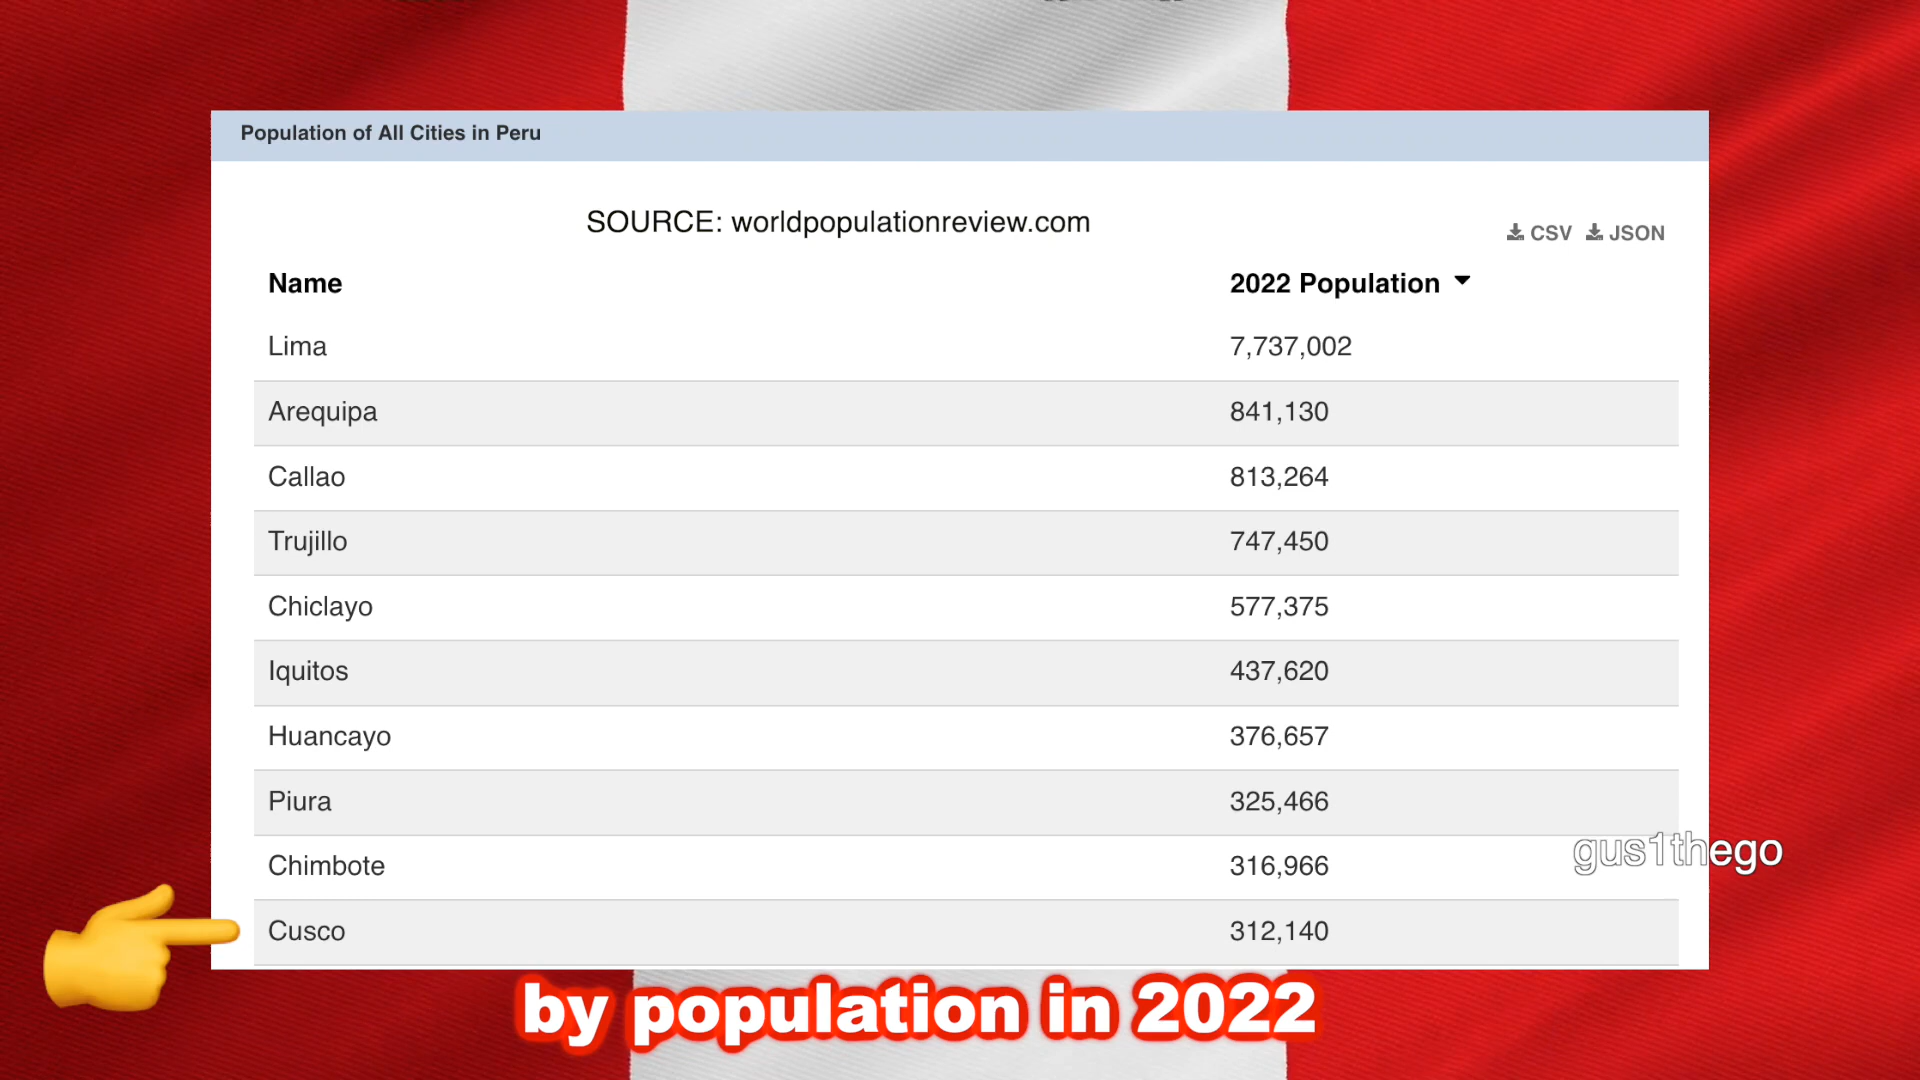 Population of All Cities in Peru
SOURCE: worldpopulationreview.com
CSV JSON
Name 2022 Population
Lima 7,737,002
Arequipa 841,130
Callao 813,264
Trujillo 747,450
Chiclayo 577,375
Iquitos 437,620
Huancayo 376,657
Piura 325,466
gus1thego
Chimbote 316,966
Cusco 312,140
by population in 2022